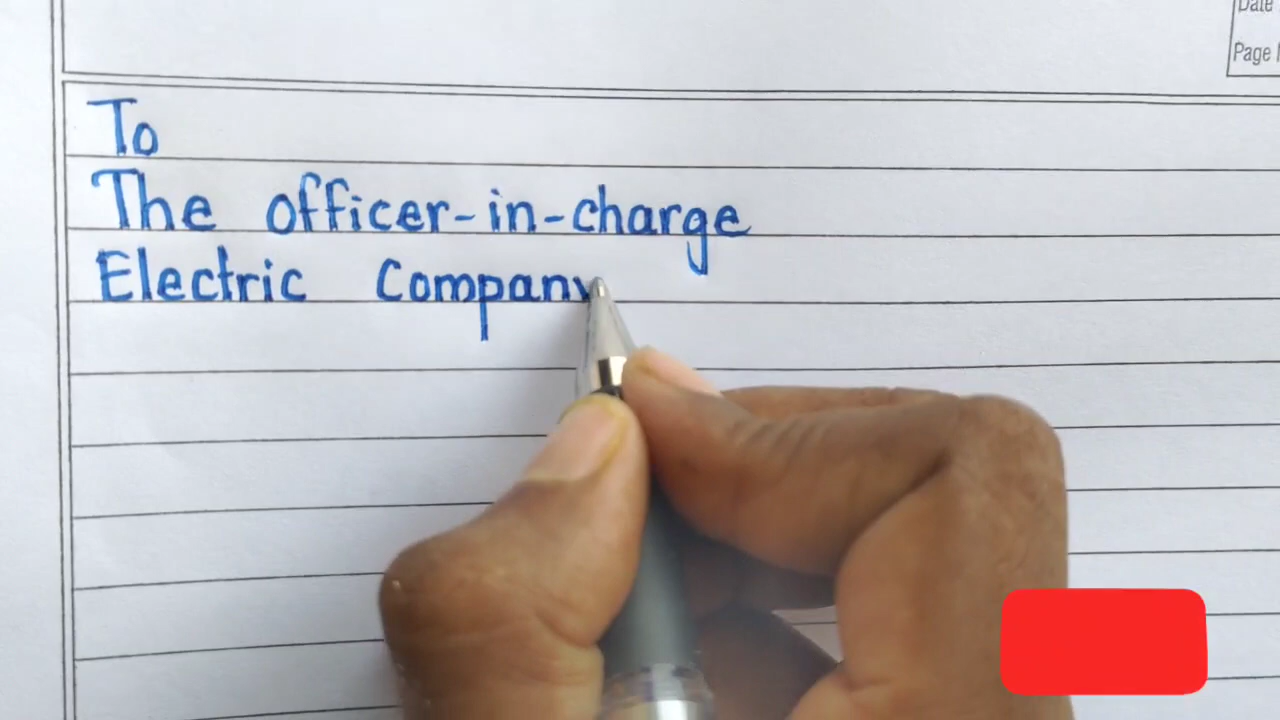 Date
Page
To
The officer-in-charge
Electric Company